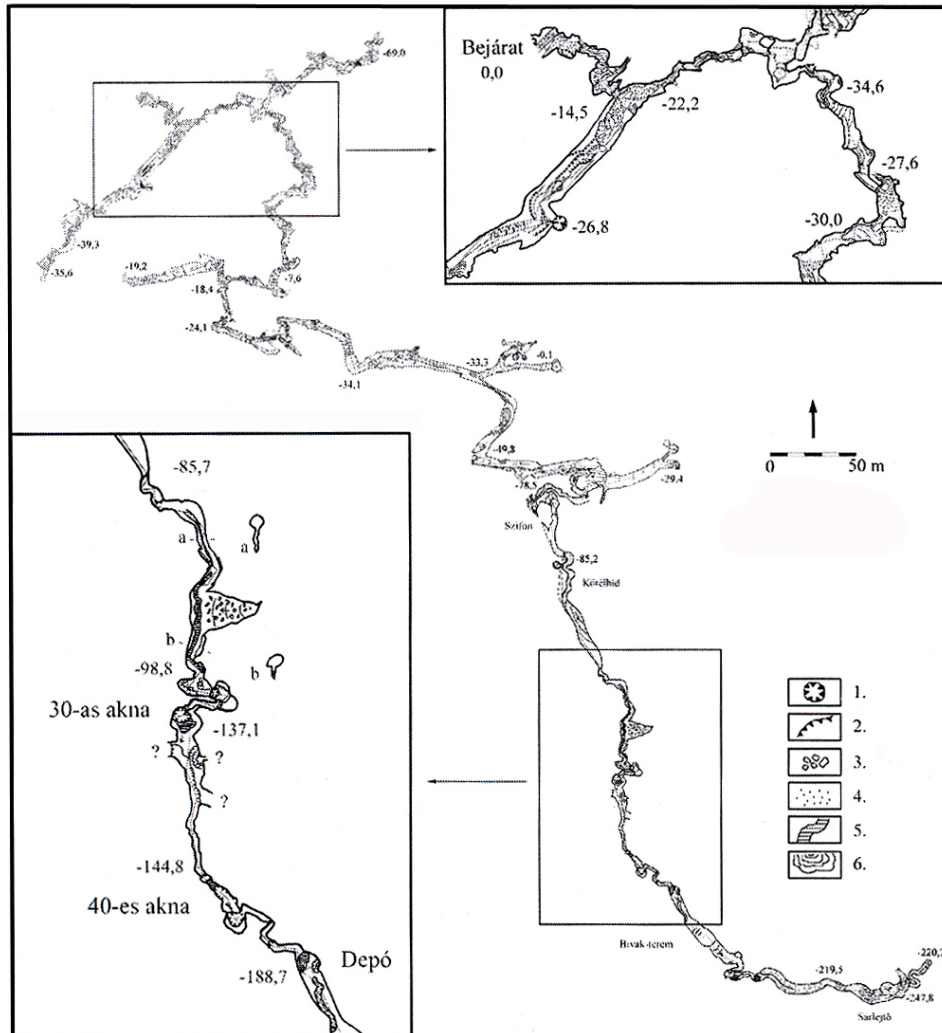 Bejárat
0,0
-14,5
-22,2
-34,6
-27,6
-26,8
-30,0
-69,0
-39,3
-35,6
-19,2
-7,6
-18,4
-24,1
-34,1
-33,3
-0,1
-19,8
-78,5
-29,4
Szifon
-85,2
Kötélhíd
0 50 m
-85,7
a
a
b
b
-98,8
30-as akna
-137,1
?
?
?
-144,8
40-es akna
Depó
-188,7
1.
2.
3.
4.
5.
6.
Bivak-terem
-219,5
-247,8
Sárlejtő